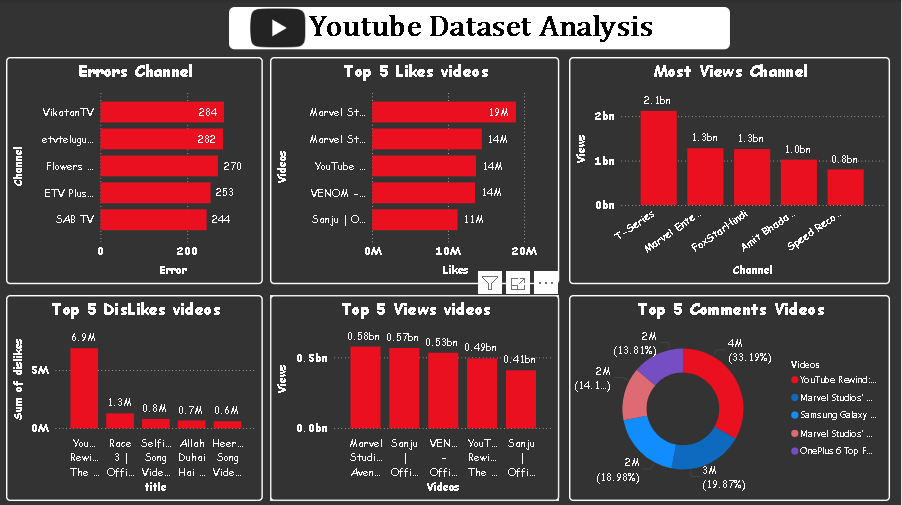 Youtube Dataset Analysis
Errors Channel
Channel
VikatanTV
284
etvtelugu...
282
Flowers ...
270
ETV Plus...
253
SAB TV
244
0
200
Error
Top 5 Likes videos
Videos
Marvel St...
19M
Marvel St...
14M
YouTube ...
14M
VENOM -...
14M
Sanju | O...
11M
0M
10M
20M
Likes
Most Views Channel
Views
2bn
1bn
0bn
2.1bn
1.3bn
1.3bn
1.0bn
0.8bn
T-Series
Marvel Ente...
FoxStarHindi
Amit Bhada...
Speed Reco...
Channel
Top 5 DisLikes videos
Sum of dislikes
5M
0M
6.9M
1.3M
0.8M
0.7M
0.6M
You...
Rewi...
The ...
Race
3 |
Offi...
Selfi...
Song
Vide...
Allah
Duhai
Hai ...
Heer...
Song
Vide...
title
Top 5 Views videos
Views
0.5bn
0.0bn
0.58bn
0.57bn
0.53bn
0.49bn
0.41bn
Marvel
Studi...
Aven...
Sanju
|
Offi...
VEN...
-
Offi...
YouT...
Rewi...
The ...
Sanju
|
Offi...
Videos
Top 5 Comments Videos
4M
(33.19%)
3M
(19.87%)
2M
(18.98%)
2M
(14.1...)
2M
(13.81%)
Videos
YouTube Rewind:...
Marvel Studios' ...
Samsung Galaxy ...
Marvel Studios' ...
OnePlus 6 Top F...